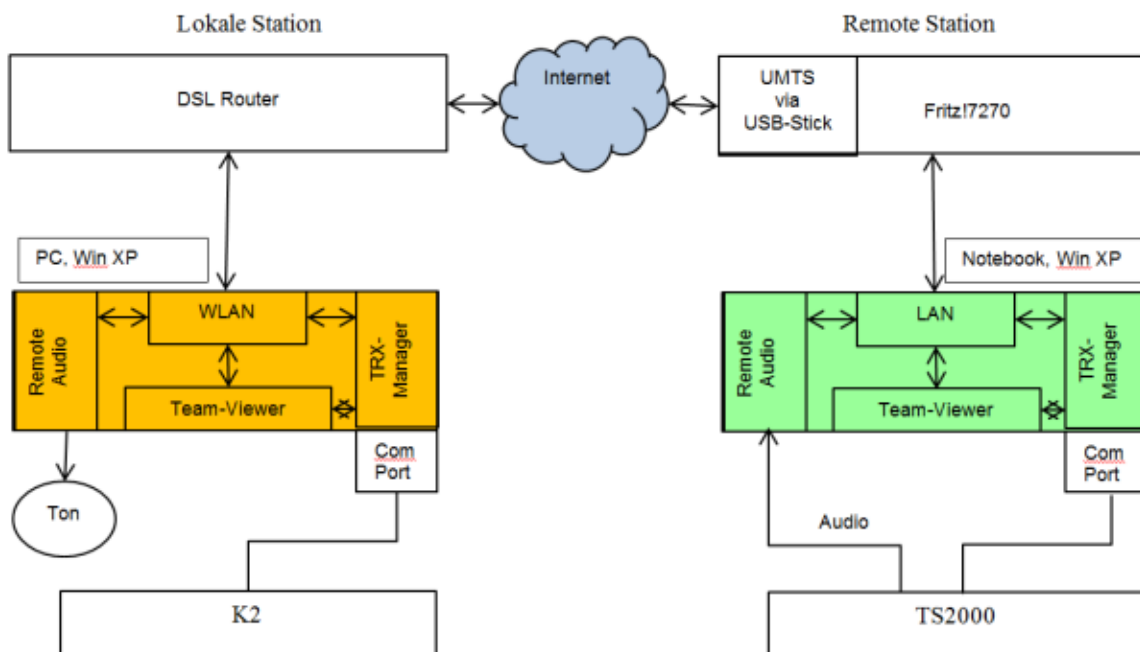 Lokale Station
Remote Station
DSL Router
Internet
UMTS
via
USB-Stick
Fritz!7270
PC, Win XP
Notebook, Win XP
Remote
Audio
WLAN
TRX-
Manager
Team-Viewer
Com
Port
Ton
K2
Remote
Audio
LAN
TRX-
Manager
Team-Viewer
Com
Port
Audio
TS2000